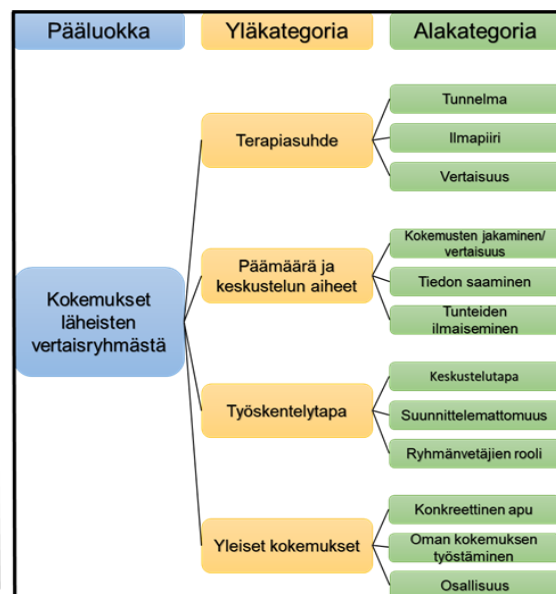 Pääluokka
Yläkategoria
Alakategoria
Kokemukset
läheisten
vertaisryhmästä
Terapiasuhde
Tunnelma
Ilmapiiri
Vertaisuus
Päämäärä ja
keskustelun aiheet
Kokemusten jakaminen/
vertaisuus
Tiedon saaminen
Tunteiden
ilmaiseminen
Työskentelytapa
Keskustelutapa
Suunnittelemattomuus
Ryhmänvetäjien rooli
Yleiset kokemukset
Konkreettinen apu
Oman kokemuksen
työstäminen
Osallisuus